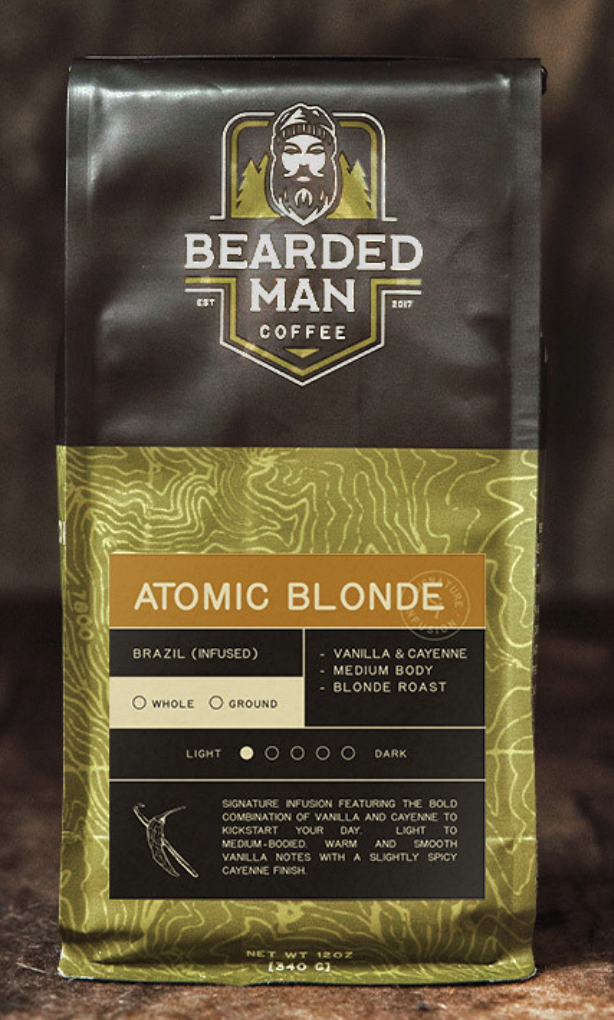 BEARDED
MAN
EST 2017
COFFEE
ATOMIC BLONDE
SIGNATURE
INFUSION
BRAZIL (INFUSED)
- VANILLA & CAYENNE
- MEDIUM BODY
- BLONDE ROAST
WHOLE GROUND
LIGHT DARK
SIGNATURE INFUSION FEATURING THE BOLD
COMBINATION OF VANILLA AND CAYENNE TO
KICKSTART YOUR DAY. LIGHT TO
MEDIUM-BODIED. WARM AND SMOOTH
VANILLA NOTES WITH A SLIGHTLY SPICY
CAYENNE FINISH.
NET WT 12OZ
[340 G]